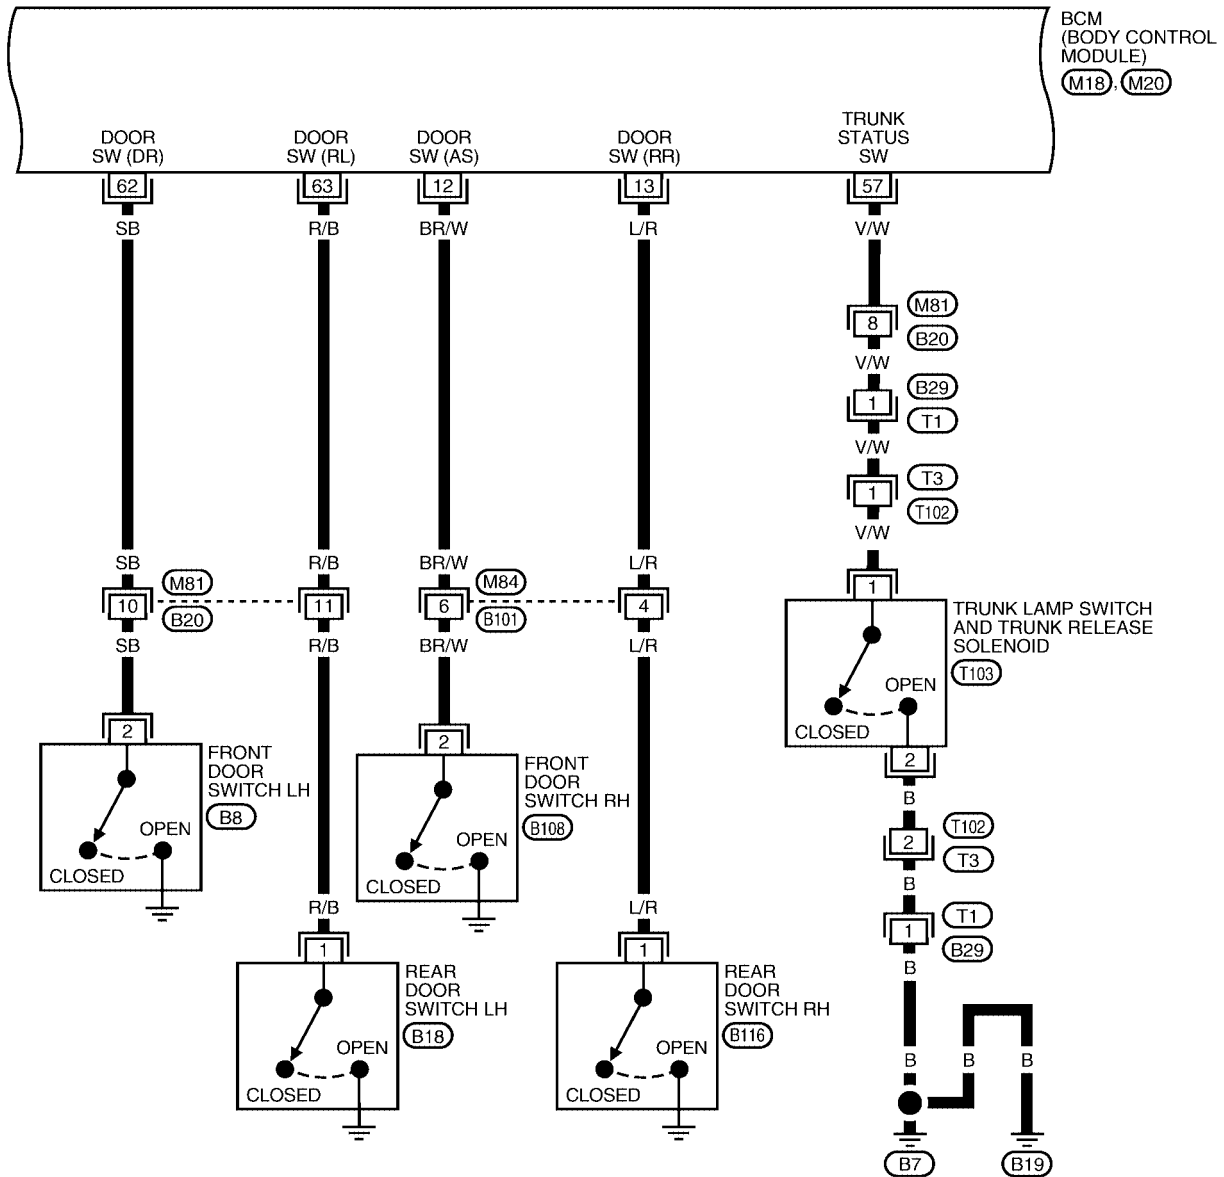 BCM
(BODY CONTROL
MODULE)
M18, M20
DOOR
SW (DR)
DOOR
SW (RL)
DOOR
SW (AS)
DOOR
SW (RR)
TRUNK
STATUS
SW
62
63
12
13
57
SB
R/B
BR/W
L/R
V/W
8
M81
B20
V/W
1
B29
T1
V/W
1
T3
T102
V/W
SB
R/B
BR/W
L/R
10
M81
B20
11
6
M84
B101
4
1
SB
R/B
BR/W
L/R
TRUNK LAMP SWITCH
AND TRUNK RELEASE
SOLENOID
T103
OPEN
CLOSED
2
2
2
FRONT
DOOR
SWITCH LH
B8
OPEN
CLOSED
FRONT
DOOR
SWITCH RH
B108
OPEN
CLOSED
B
2
T102
T3
B
1
T1
B29
B
R/B
L/R
1
1
REAR
DOOR
SWITCH LH
B18
OPEN
CLOSED
REAR
DOOR
SWITCH RH
B116
OPEN
CLOSED
B
B
B
B7
B19